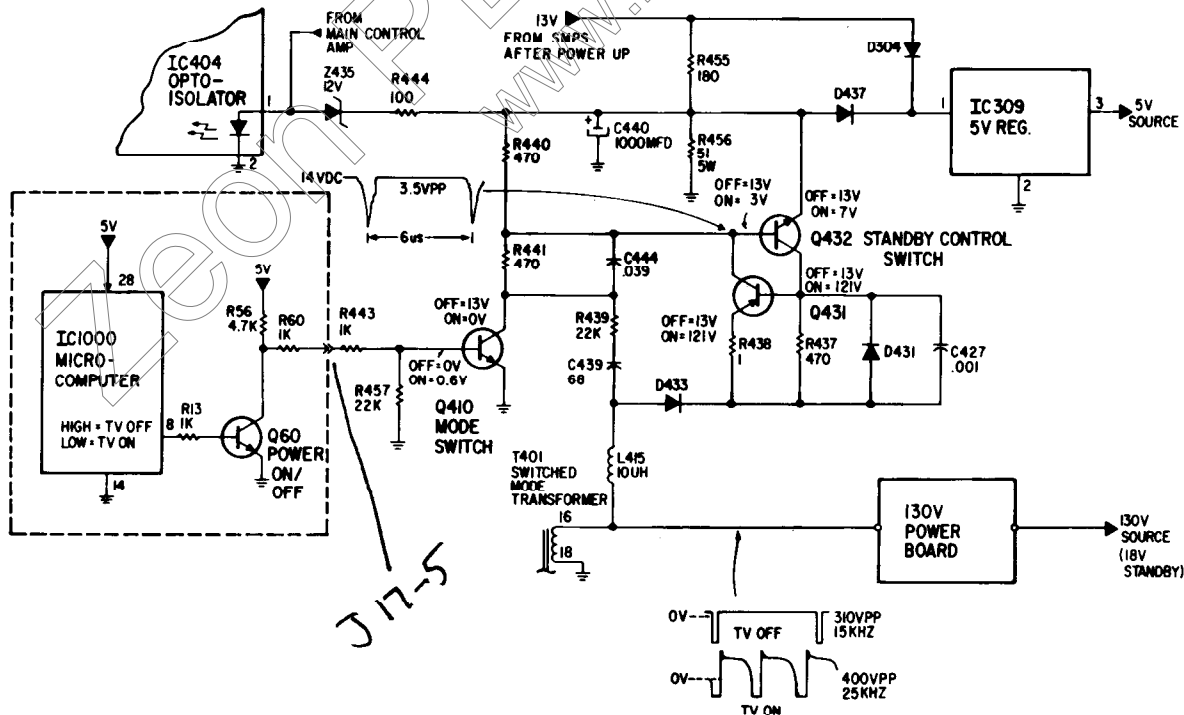 FROM
MAIN CONTROL
AMP
IC404
OPTO-
ISOLATOR
1
2
Z435
12V
R444
100
13V
FROM SMPS
AFTER POWER UP
R455
180
D304
D437
1
IC309
5V REG.
3
5V
SOURCE
2
R440
470
+
C440
1000MFD
R456
51
5W
14VDC
3.5VPP
6us
OFF=13V
ON= 3V
OFF=13V
ON=7V
Q432 STANDBY CONTROL
SWITCH
R441
470
C444
.039
OFF=13V
ON=121V
Q431
5V
28
5V
R56
4.7K
R60
1K
R443
1K
OFF=13V
ON=0V
R439
22K
OFF=13V
ON=121V
R438
1
R437
470
D431
C427
.001
IC1000
MICRO-
COMPUTER
HIGH = TV OFF
LOW = TV ON
8
R13
1K
Q60
POWER
ON/
OFF
14
R457
22K
OFF=0V
ON=0.6V
Q410
MODE
SWITCH
C439
68
D433
L415
10UH
T401
SWITCHED
MODE
TRANSFORMER
16
18
130V
POWER
BOARD
130V
SOURCE
(18V
STANDBY)
J17-5
0V
TV OFF
310VPP
15KHZ
0V
400VPP
25KHZ
TV ON
Zeon
www.